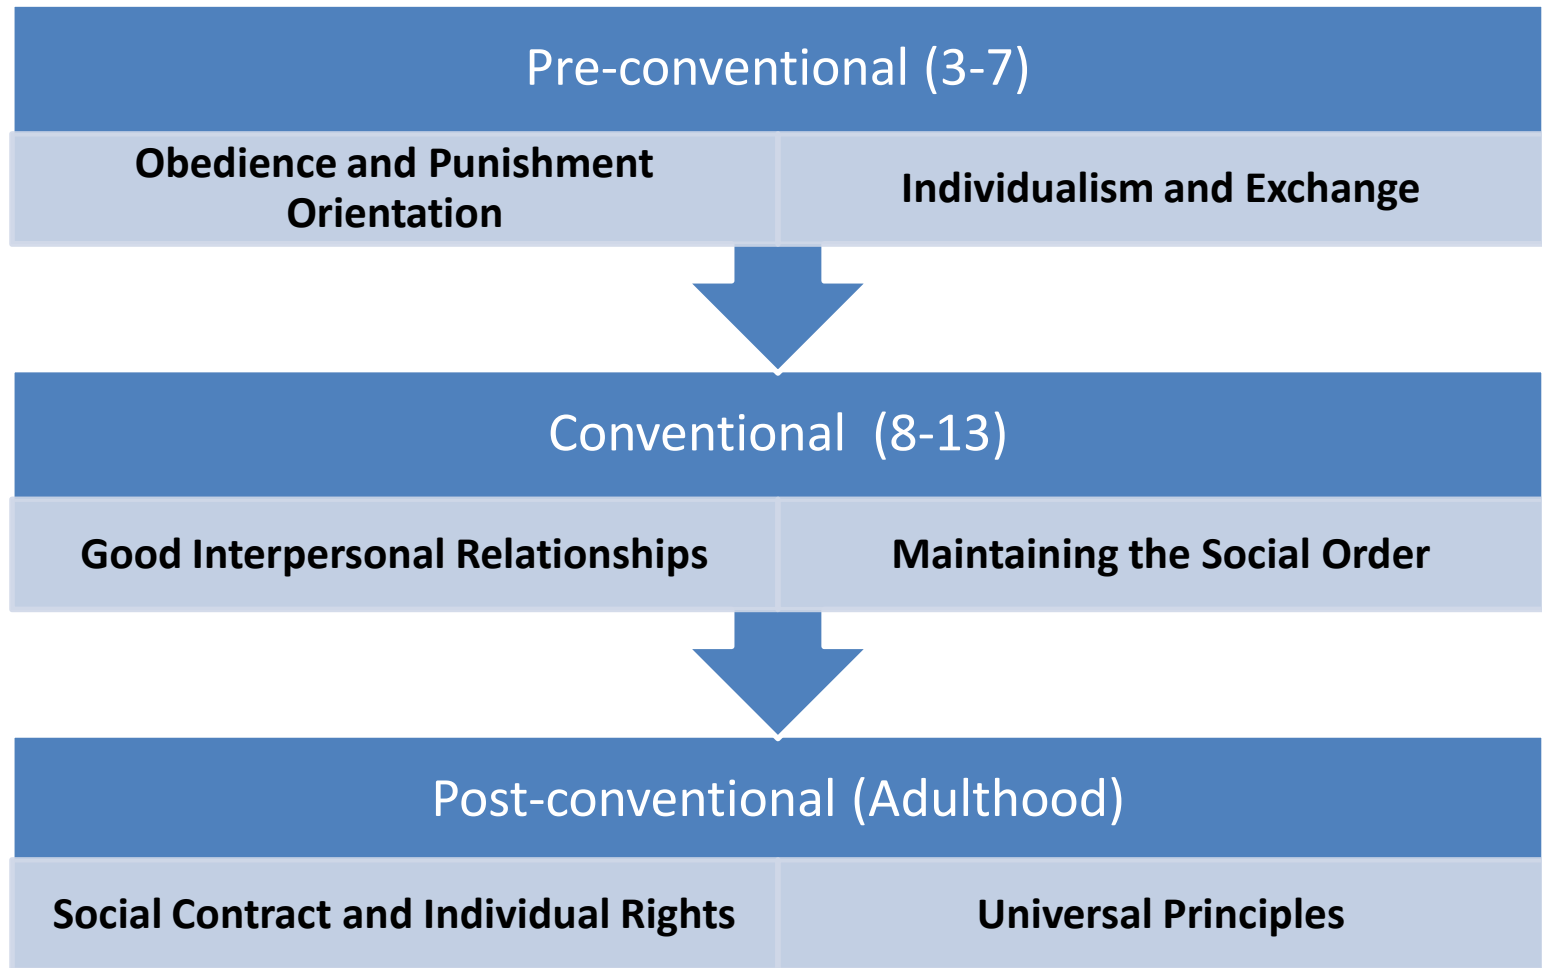 Pre-conventional (3-7)
Obedience and Punishment
Orientation
Individualism and Exchange
Conventional  (8-13)
Good Interpersonal Relationships
Maintaining the Social Order
Post-conventional (Adulthood)
Social Contract and Individual Rights
Universal Principles